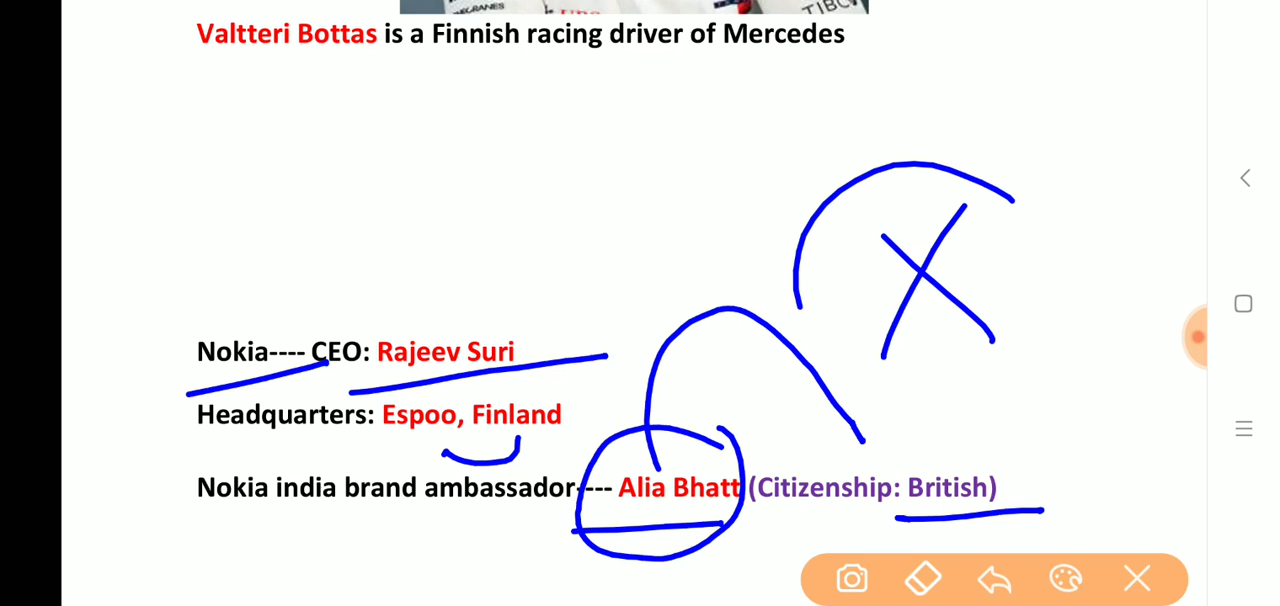 TIBC
Valtteri Bottas is a Finnish racing driver of Mercedes
X
Nokia---- CEO: Rajeev Suri
Headquarters: Espoo, Finland
Nokia india brand ambassador---- Alia Bhatt (Citizenship: British)